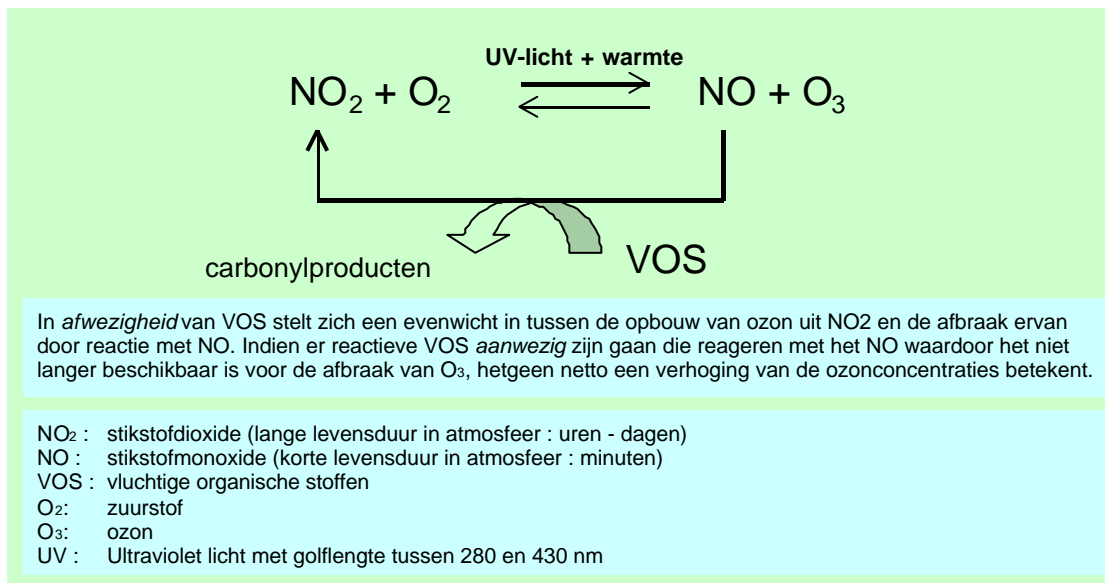 UV-licht + warmte
NO₂ + O₂ NO + O₃
carbonylproducten VOS
In afwezigheid van VOS stelt zich een evenwicht in tussen de opbouw van ozon uit NO2 en de afbraak ervan
door reactie met NO. Indien er reactieve VOS aanwezig zijn gaan die reageren met het NO waardoor het niet
langer beschikbaar is voor de afbraak van O₃, hetgeen netto een verhoging van de ozonconcentraties betekent.
NO₂ : stikstofdioxide (lange levensduur in atmosfeer : uren - dagen)
NO : stikstofmonoxide (korte levensduur in atmosfeer : minuten)
VOS : vluchtige organische stoffen
O₂: zuurstof
O₃: ozon
UV : Ultraviolet licht met golflengte tussen 280 en 430 nm